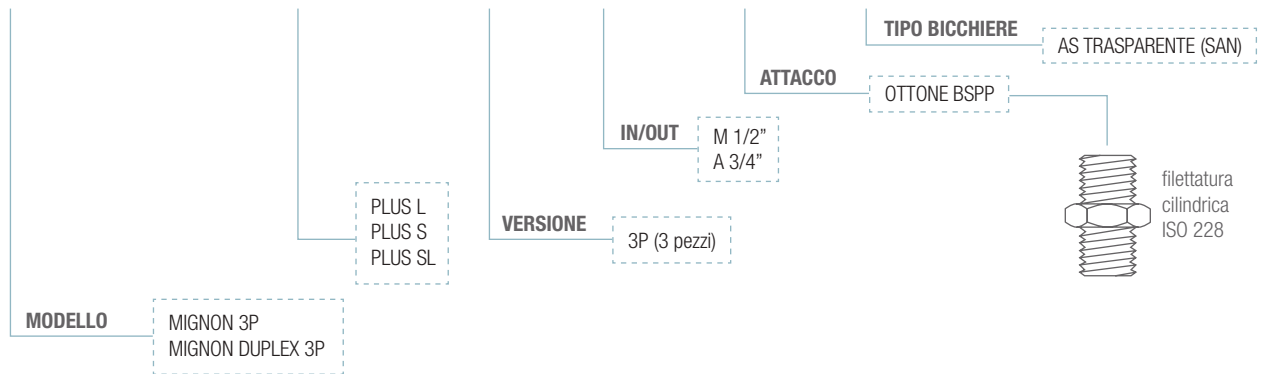 TIPO BICCHIERE
AS TRASPARENTE (SAN)
ATTACCO
OTTONE BSPP
IN/OUT
M 1/2”
A 3/4”
filettatura
cilindrica
ISO 228
PLUS L
PLUS S
PLUS SL
VERSIONE
3P (3 pezzi)
MODELLO
MIGNON 3P
MIGNON DUPLEX 3P